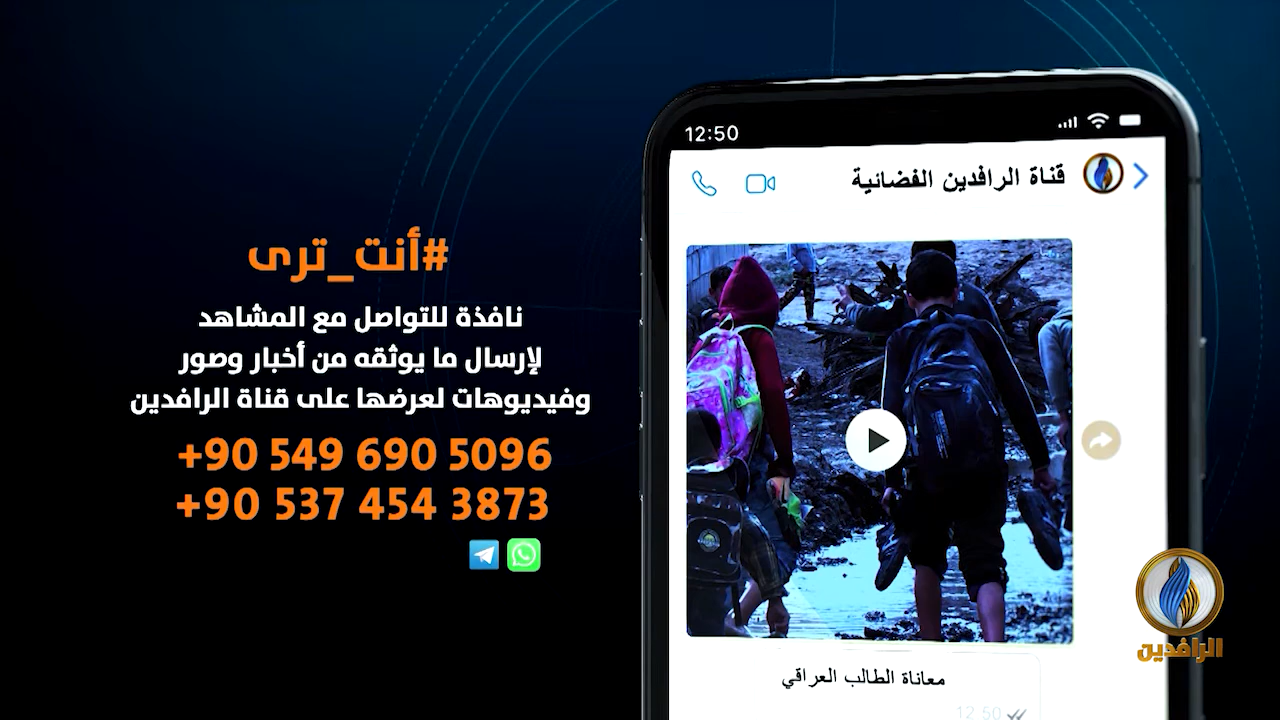 #أنت_ترى
نافذة للتواصل مع المشاهد
لإرسال ما يوثقه من أخبار وصور
وفيديوهات لعرضها على قناة الرافدين
+90 549 690 5096
+90 537 454 3873
12:50
قناة الرافدين الفضائية
معاناة الطالب العراقي
12:50
الرافدين